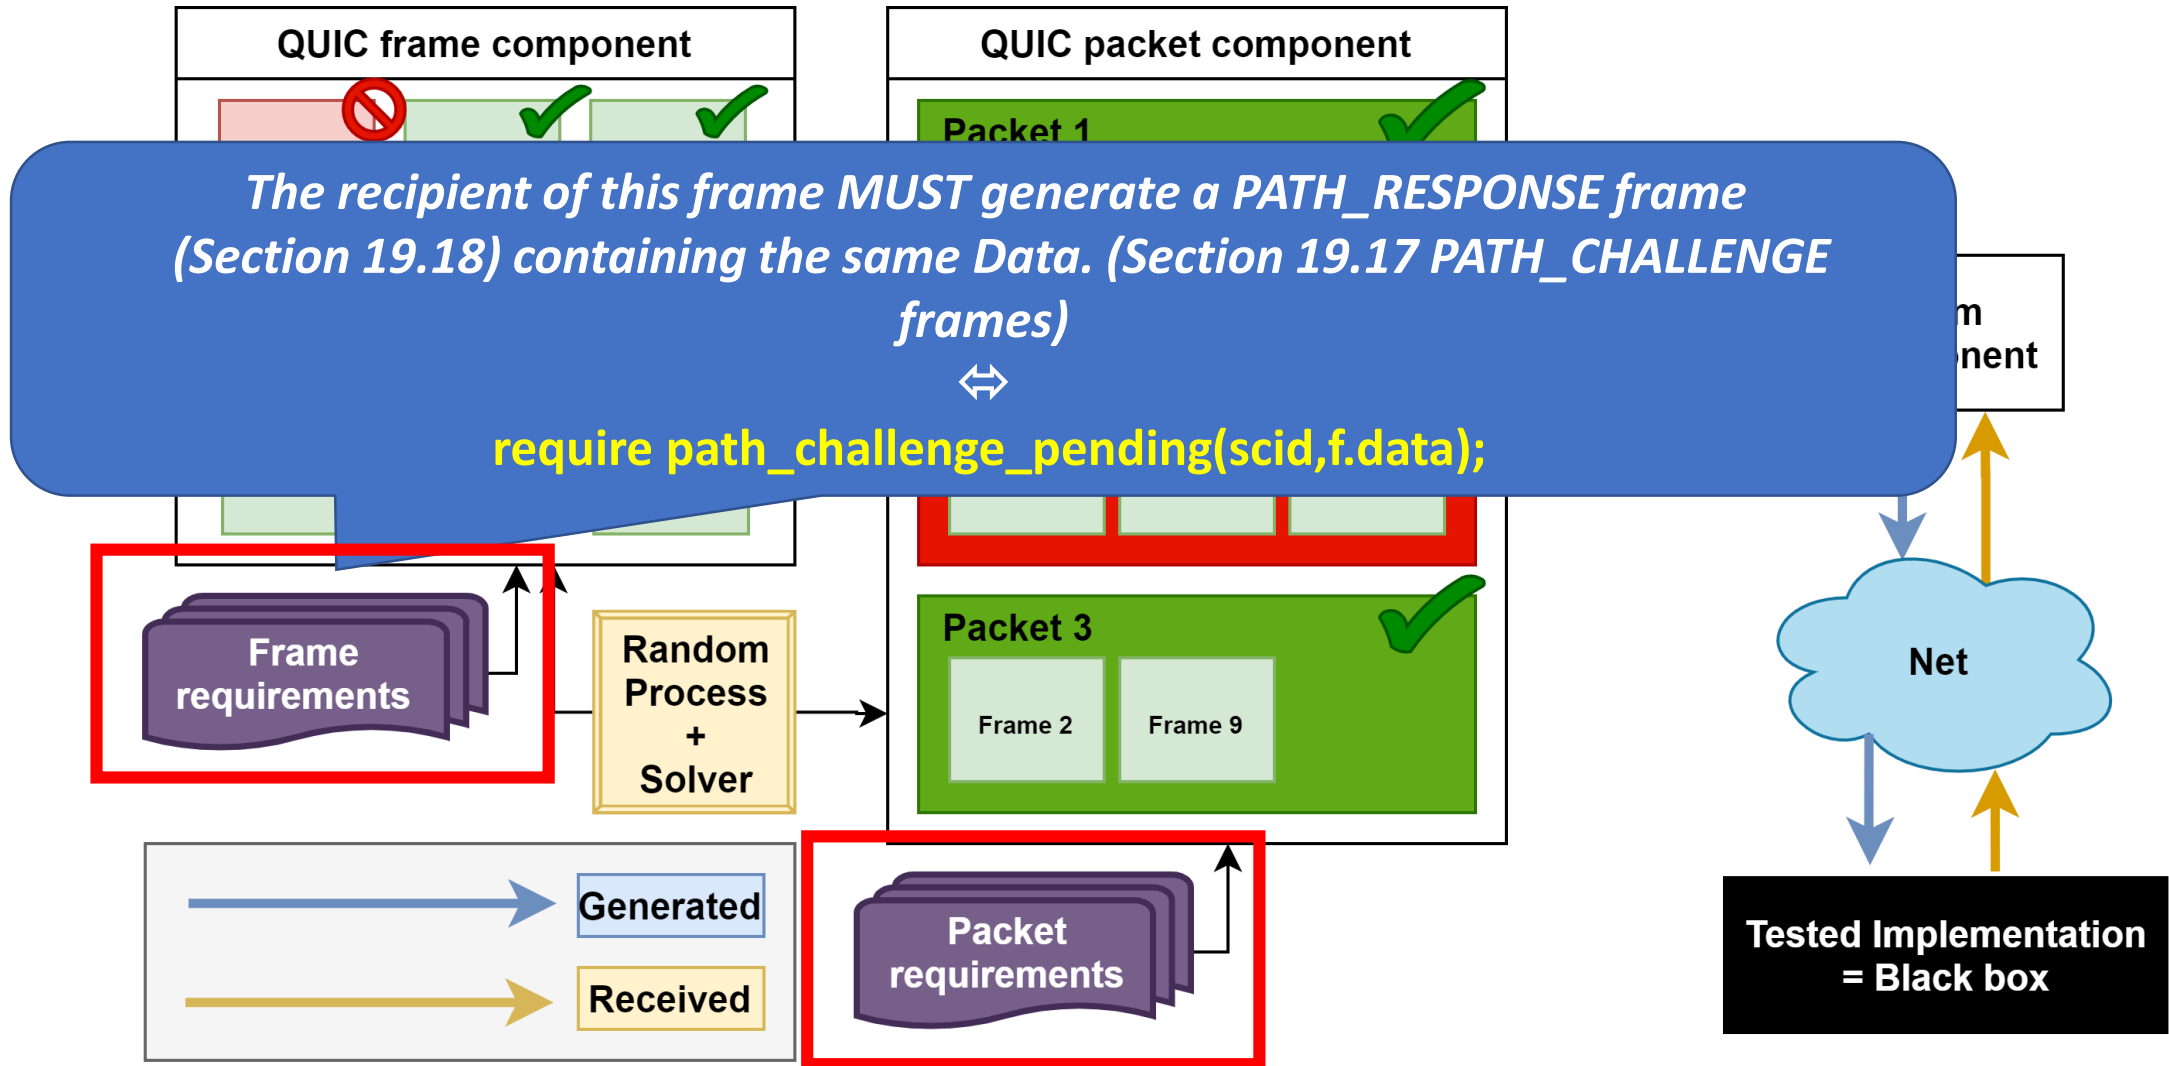 QUIC frame component
QUIC packet component
Packet 1
The recipient of this frame MUST generate a PATH_RESPONSE frame
(Section 19.18) containing the same Data. (Section 19.17 PATH_CHALLENGE
frames)
⬄
require path_challenge_pending(scid,f.data);
Frame
requirements
Random
Process
+
Solver
Packet 3
Frame 2
Frame 9
Net
Generated
Received
Packet
requirements
Tested Implementation
= Black box